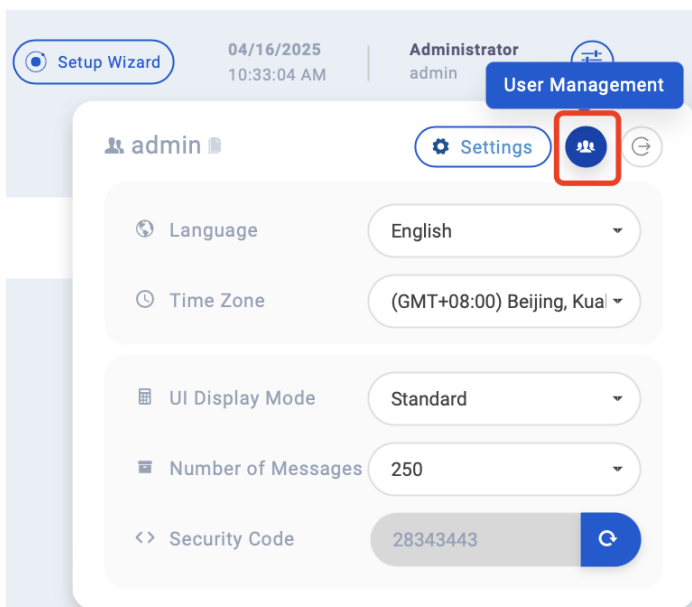 Setup Wizard
04/16/2025
10:33:04 AM
Administrator
admin
User Management
admin
Settings
Language
English
Time Zone
(GMT+08:00) Beijing, Kual
UI Display Mode
Standard
Number of Messages
250
Security Code
28343443